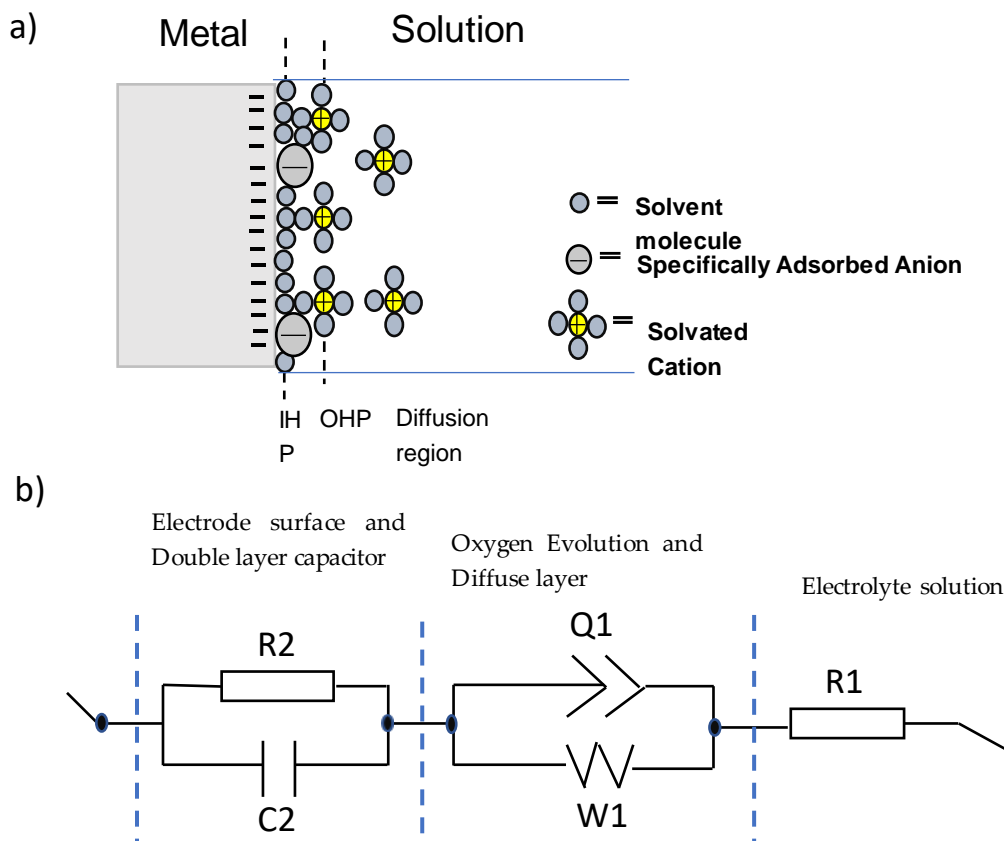 a)
Metal
Solution
= Solvent
molecule
= Specifically Adsorbed Anion
= Solvated
Cation
IH
P
OHP
Diffusion
region
b)
Electrode surface and
Double layer capacitor
Oxygen Evolution and
Diffuse layer
Electrolyte solution
R2
C2
Q1
W1
R1